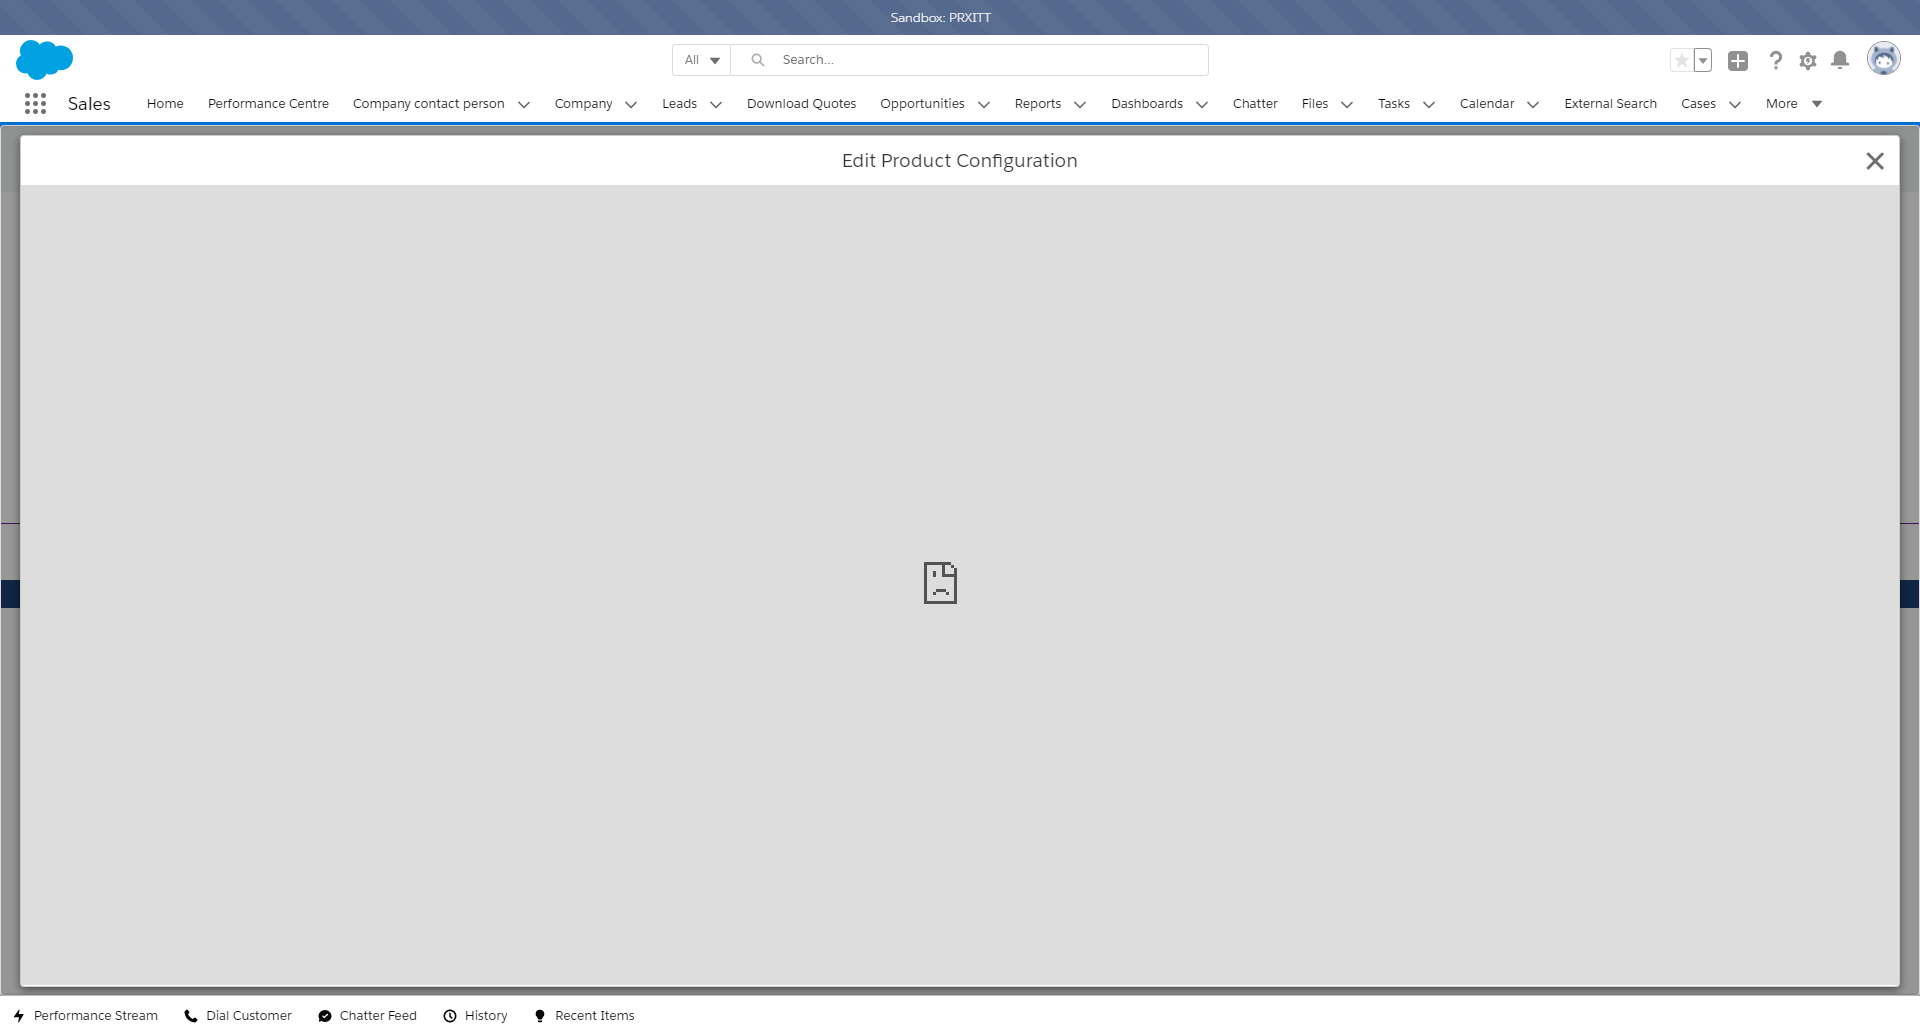 Sandbox: PRXITT
All Search...
Sales Home Performance Centre Company contact person Company Leads Download Quotes Opportunities Reports Dashboards Chatter Files Tasks Calendar External Search Cases More
Edit Product Configuration
Performance Stream Dial Customer Chatter Feed History Recent Items